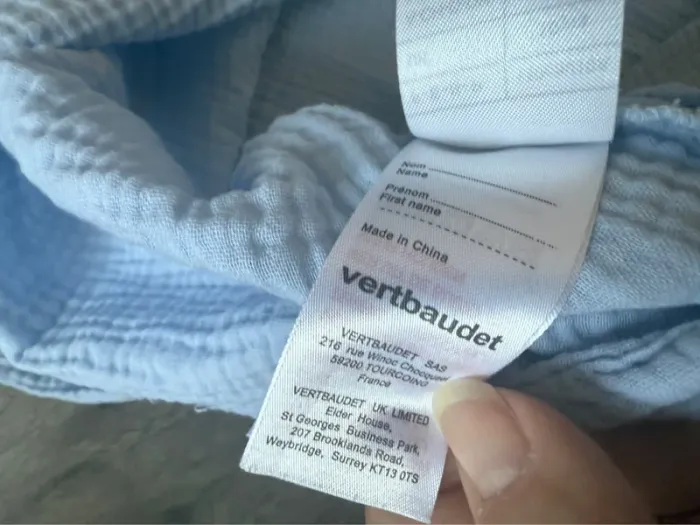 Nom
Name
Prénom
First name
Made in China
vertbaudet
VERTBAUDET SAS
216 rue Winoc Chocqueel
59200 TOURCOING
France
VERTBAUDET UK LIMITED
Elder House,
St Georges Business Park,
207 Brooklands Road,
Weybridge, Surrey KT13 0TS